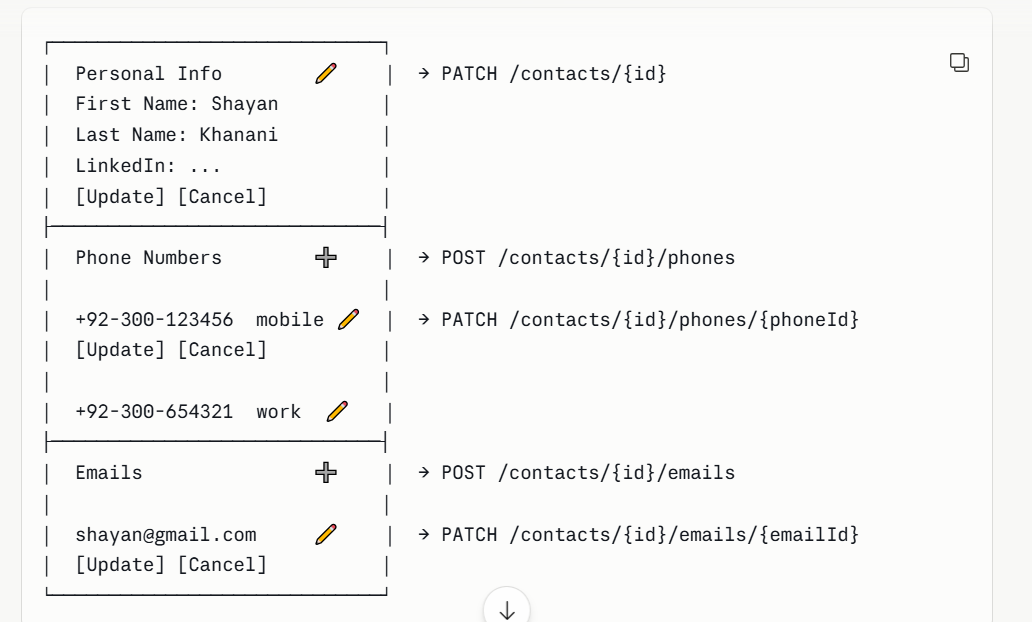 Personal Info ✏️ → PATCH /contacts/{id}
First Name: Shayan
Last Name: Khanani
LinkedIn: ...
[Update] [Cancel]
Phone Numbers ➕ → POST /contacts/{id}/phones
+92-300-123456 mobile ✏️ → PATCH /contacts/{id}/phones/{phoneId}
[Update] [Cancel]
+92-300-654321 work ✏️
Emails ➕ → POST /contacts/{id}/emails
shayan@gmail.com ✏️ → PATCH /contacts/{id}/emails/{emailId}
[Update] [Cancel]